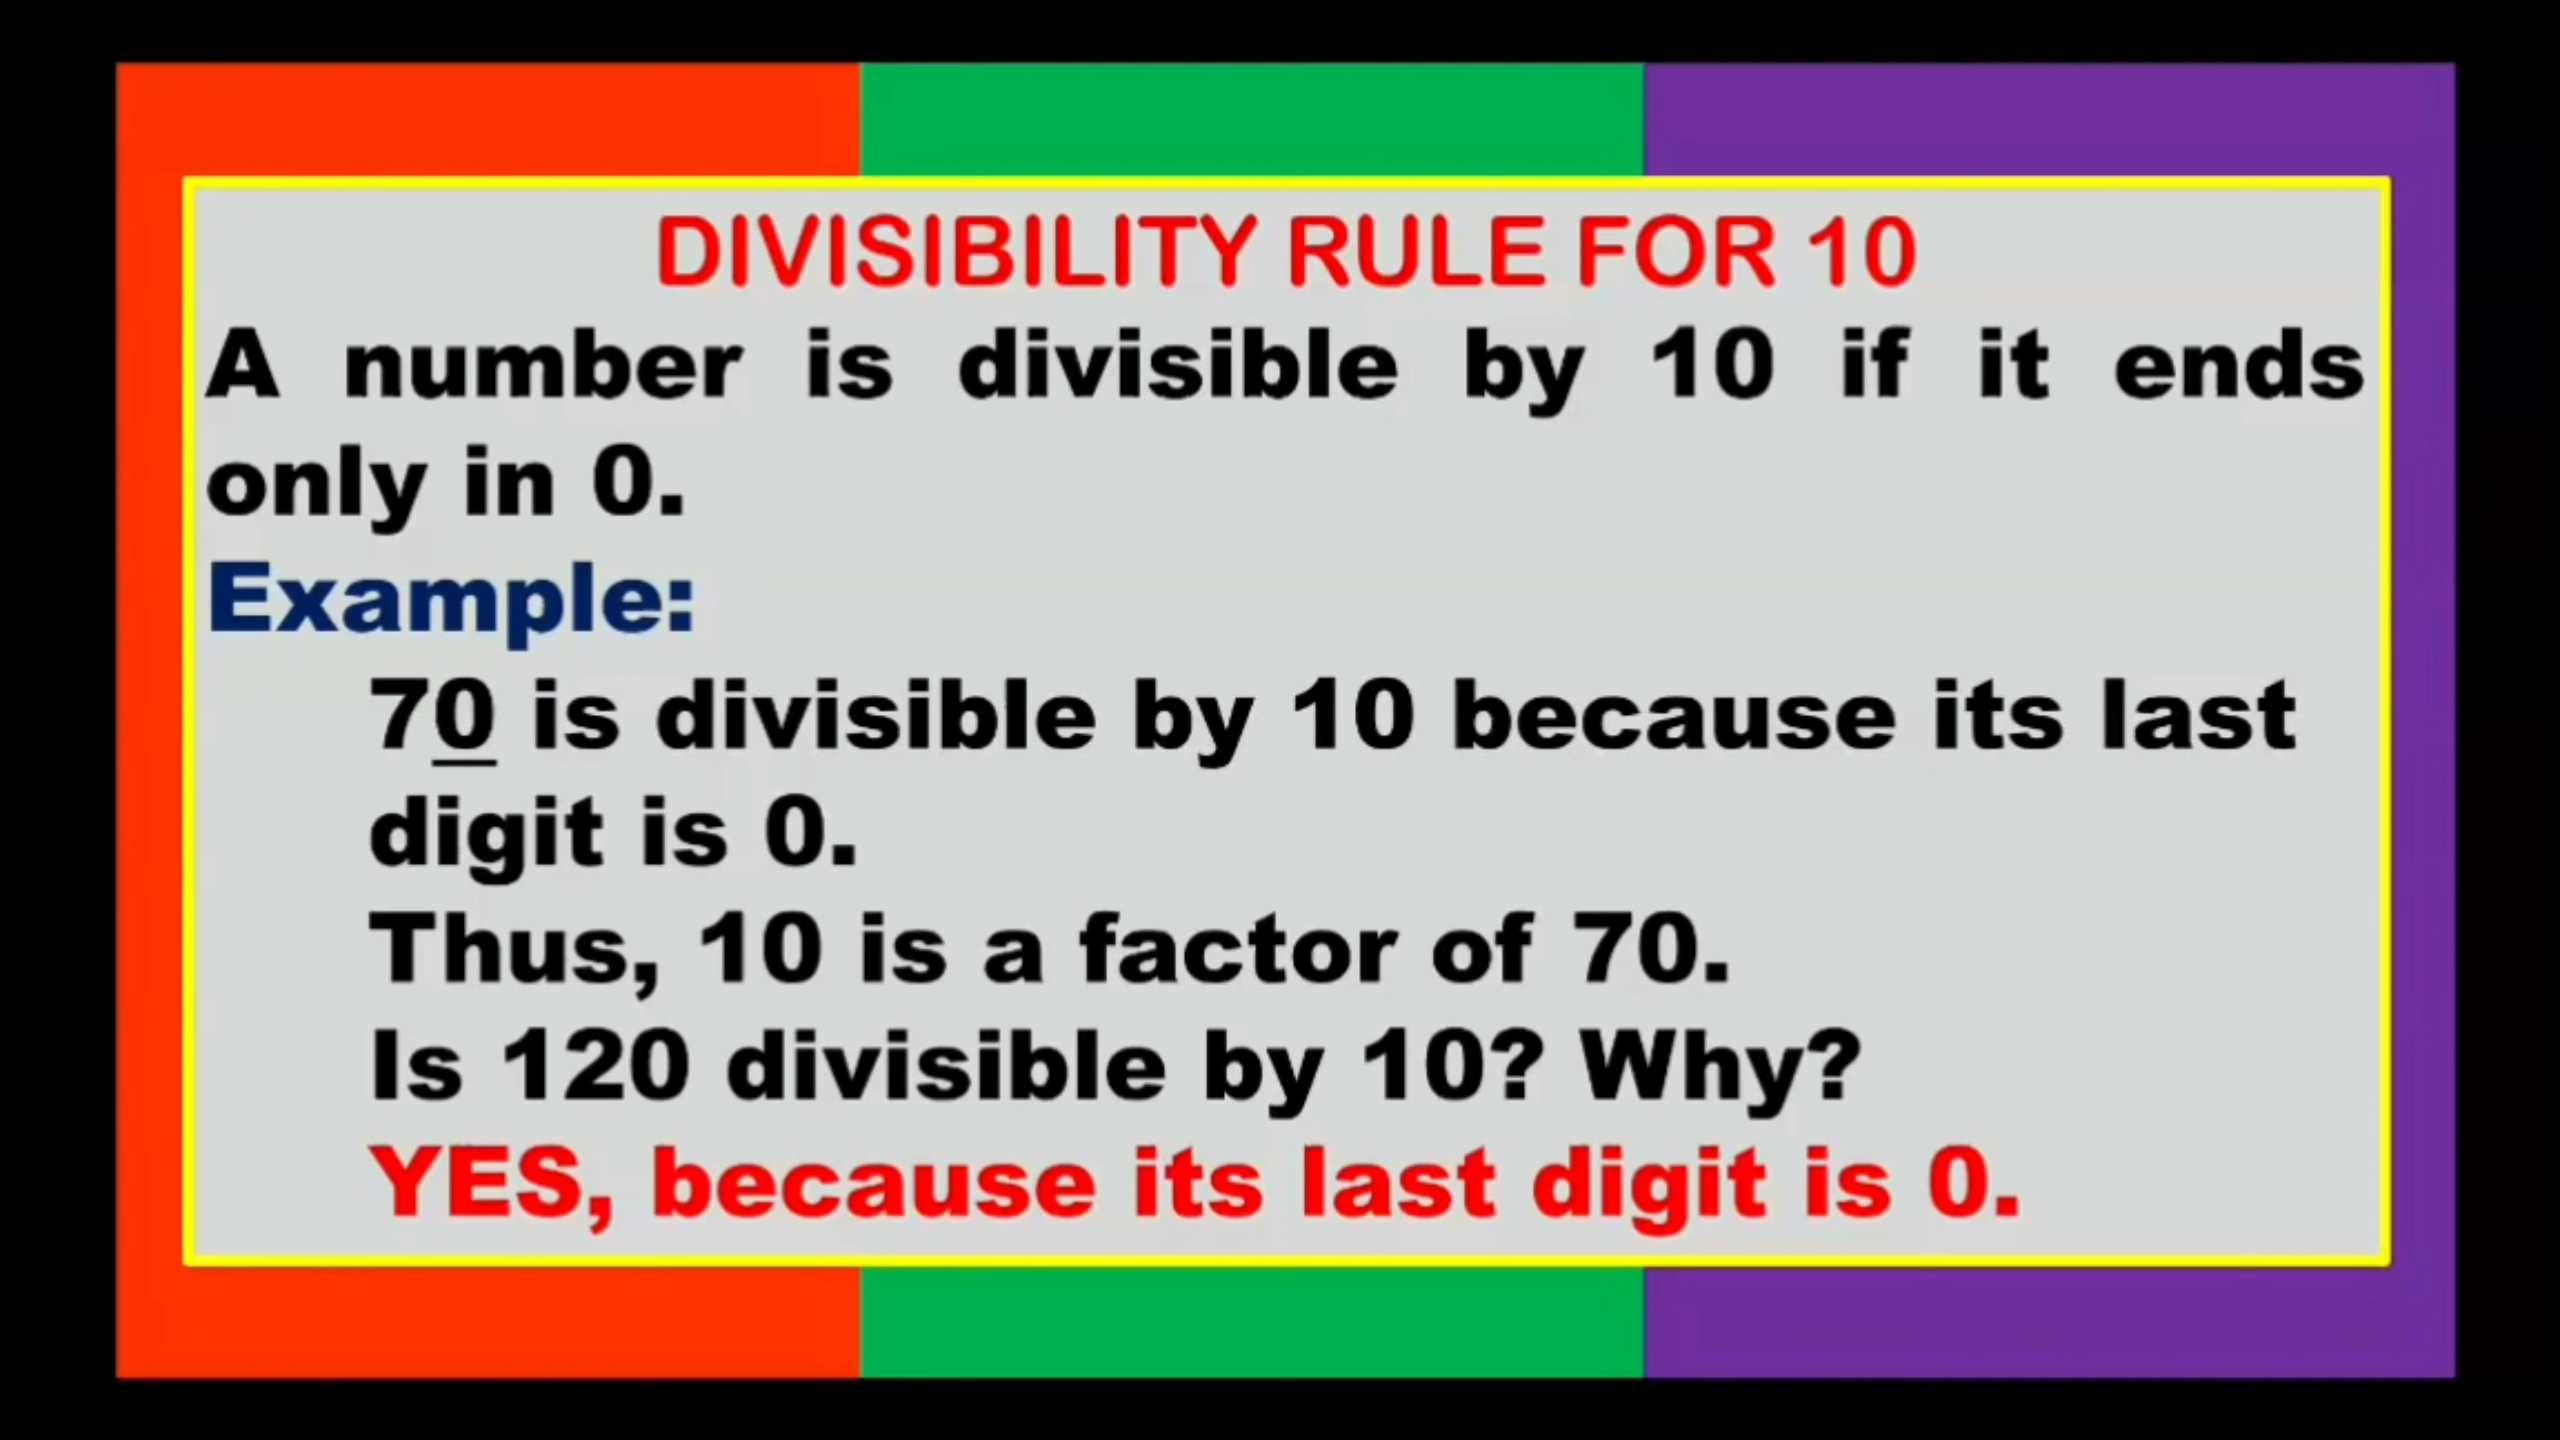 DIVISIBILITY RULE FOR 10
A number is divisible by 10 if it ends
only in 0.
Example:
70 is divisible by 10 because its last
digit is 0.
Thus, 10 is a factor of 70.
Is 120 divisible by 10? Why?
YES, because its last digit is 0.